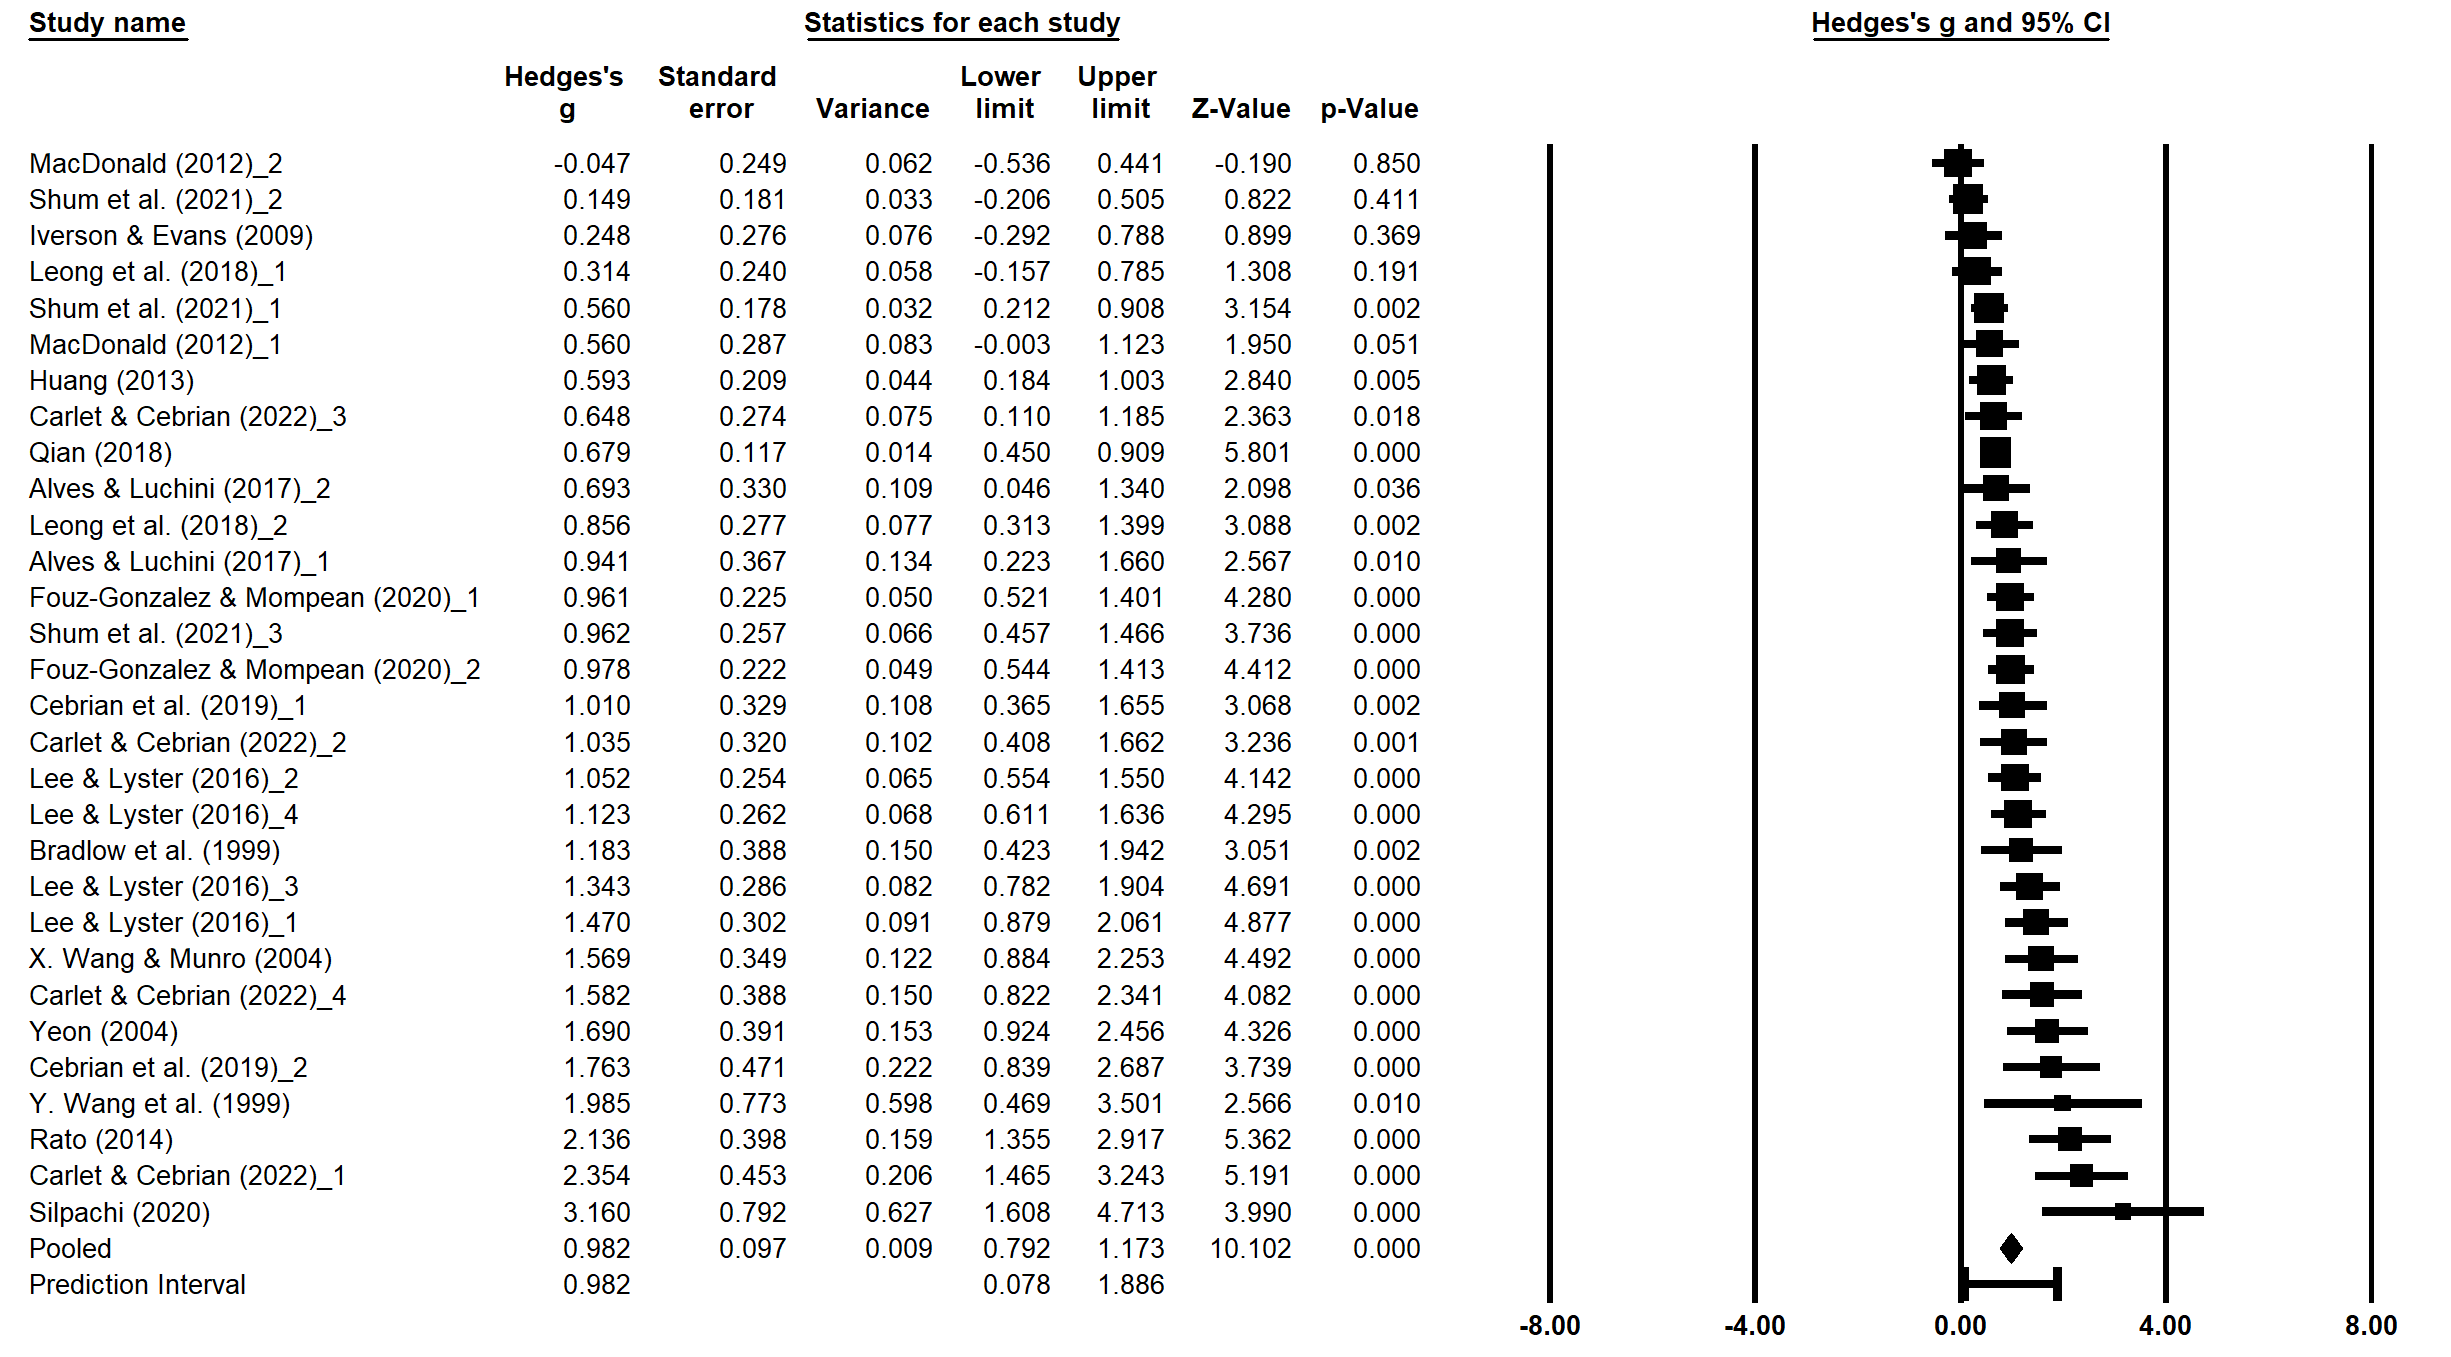 Study name Statistics for each study Hedges's g and 95% CI
Hedges's Standard Lower Upper
g error Variance limit limit Z-Value p-Value
MacDonald (2012)_2 -0.047 0.249 0.062 -0.536 0.441 -0.190 0.850
Shum et al. (2021)_2 0.149 0.181 0.033 -0.206 0.505 0.822 0.411
Iverson & Evans (2009) 0.248 0.276 0.076 -0.292 0.788 0.899 0.369
Leong et al. (2018)_1 0.314 0.240 0.058 -0.157 0.785 1.308 0.191
Shum et al. (2021)_1 0.560 0.178 0.032 0.212 0.908 3.154 0.002
MacDonald (2012)_1 0.560 0.287 0.083 -0.003 1.123 1.950 0.051
Huang (2013) 0.593 0.209 0.044 0.184 1.003 2.840 0.005
Carlet & Cebrian (2022)_3 0.648 0.274 0.075 0.110 1.185 2.363 0.018
Qian (2018) 0.679 0.117 0.014 0.450 0.909 5.801 0.000
Alves & Luchini (2017)_2 0.693 0.330 0.109 0.046 1.340 2.098 0.036
Leong et al. (2018)_2 0.856 0.277 0.077 0.313 1.399 3.088 0.002
Alves & Luchini (2017)_1 0.941 0.367 0.134 0.223 1.660 2.567 0.010
Fouz-Gonzalez & Mompean (2020)_1 0.961 0.225 0.050 0.521 1.401 4.280 0.000
Shum et al. (2021)_3 0.962 0.257 0.066 0.457 1.466 3.736 0.000
Fouz-Gonzalez & Mompean (2020)_2 0.978 0.222 0.049 0.544 1.413 4.412 0.000
Cebrian et al. (2019)_1 1.010 0.329 0.108 0.365 1.655 3.068 0.002
Carlet & Cebrian (2022)_2 1.035 0.320 0.102 0.408 1.662 3.236 0.001
Lee & Lyster (2016)_2 1.052 0.254 0.065 0.554 1.550 4.142 0.000
Lee & Lyster (2016)_4 1.123 0.262 0.068 0.611 1.636 4.295 0.000
Bradlow et al. (1999) 1.183 0.388 0.150 0.423 1.942 3.051 0.002
Lee & Lyster (2016)_3 1.343 0.286 0.082 0.782 1.904 4.691 0.000
Lee & Lyster (2016)_1 1.470 0.302 0.091 0.879 2.061 4.877 0.000
X. Wang & Munro (2004) 1.569 0.349 0.122 0.884 2.253 4.492 0.000
Carlet & Cebrian (2022)_4 1.582 0.388 0.150 0.822 2.341 4.082 0.000
Yeon (2004) 1.690 0.391 0.153 0.924 2.456 4.326 0.000
Cebrian et al. (2019)_2 1.763 0.471 0.222 0.839 2.687 3.739 0.000
Y. Wang et al. (1999) 1.985 0.773 0.598 0.469 3.501 2.566 0.010
Rato (2014) 2.136 0.398 0.159 1.355 2.917 5.362 0.000
Carlet & Cebrian (2022)_1 2.354 0.453 0.206 1.465 3.243 5.191 0.000
Silpachi (2020) 3.160 0.792 0.627 1.608 4.713 3.990 0.000
Pooled 0.982 0.097 0.009 0.792 1.173 10.102 0.000
Prediction Interval 0.982 0.078 1.886
-8.00 -4.00 0.00 4.00 8.00